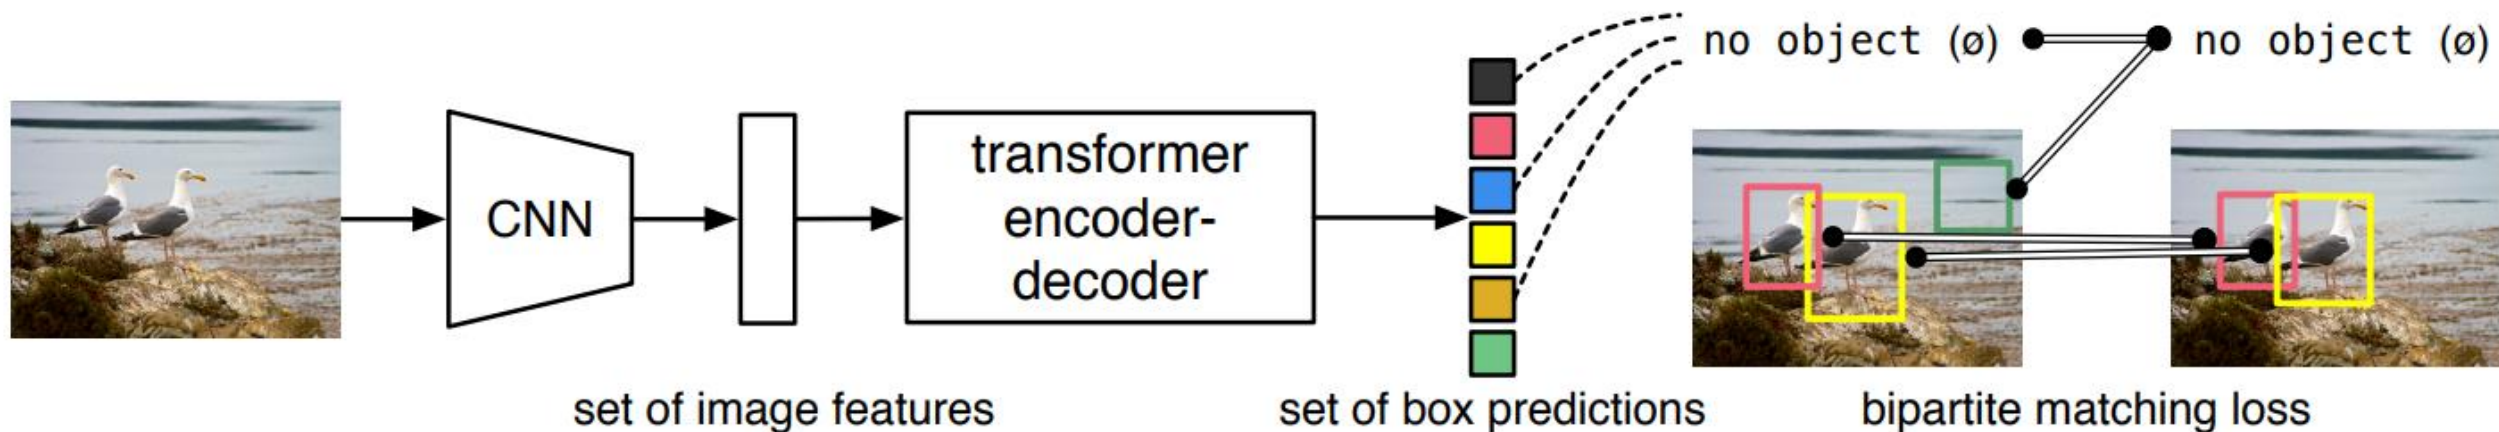 no object (ø)
no object (ø)
CNN
transformer
encoder-
decoder
set of image features
set of box predictions
bipartite matching loss